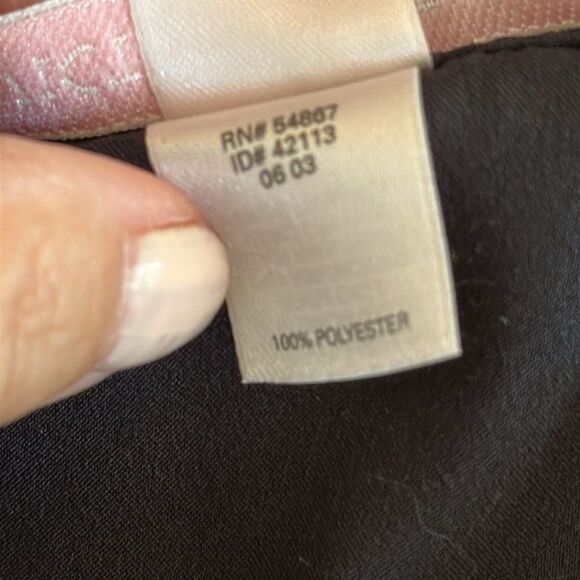 RN# 54867
ID# 42113
06 03
100% POLYESTER